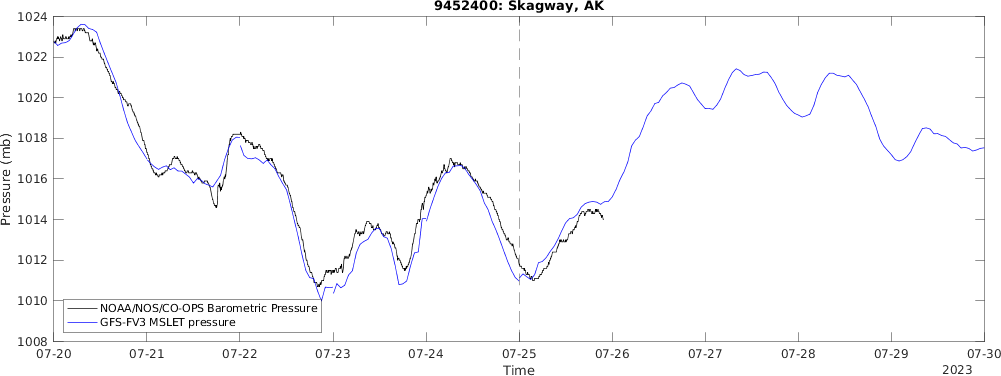 9452400: Skagway, AK
Pressure (mb)
1024
1022
1020
1018
1016
1014
1012
1010
1008
NOAA/NOS/CO-OPS Barometric Pressure
GFS-FV3 MSLET pressure
07-20 07-21 07-22 07-23 07-24 07-25 07-26 07-27 07-28 07-29 07-30
Time
2023